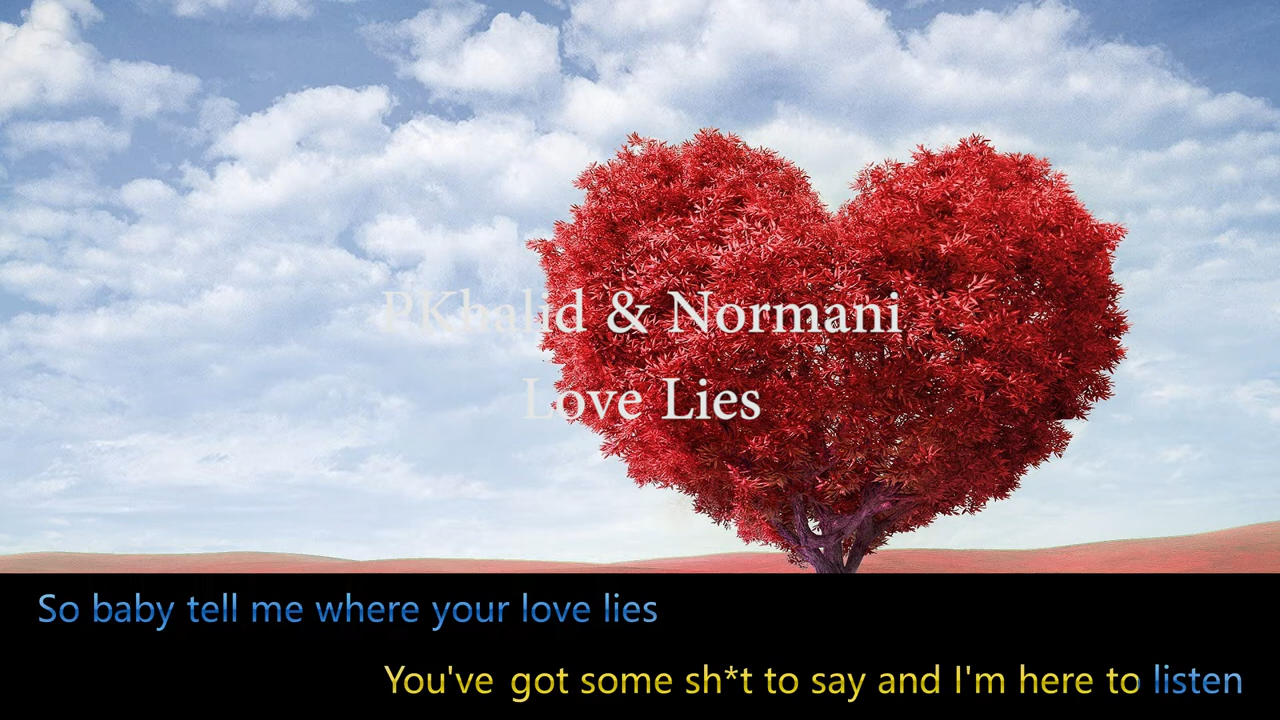 PKhalid & Normani
Love Lies
So baby tell me where your love lies
You've got some sh*t to say and I'm here to listen